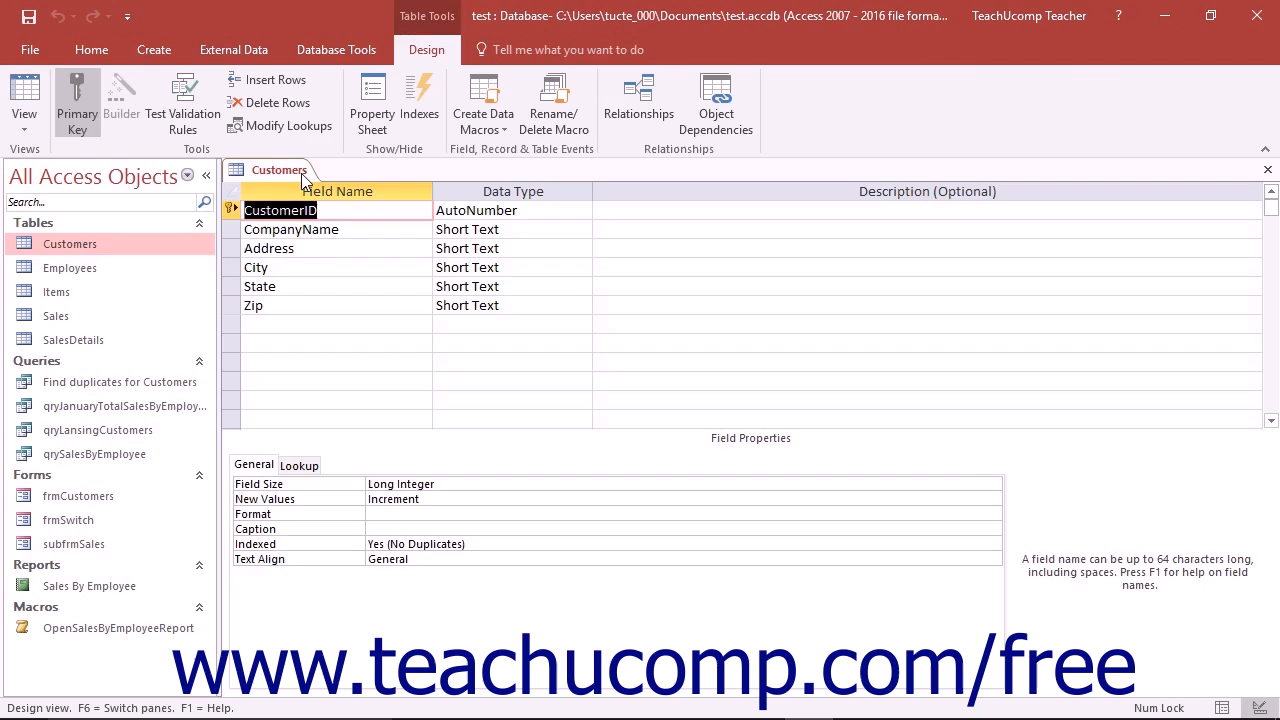 Table Tools
test : Database- C:\Users\tucte_000\Documents\test.accdb (Access 2007 - 2016 file forma...
TeachUcomp Teacher
?
File
Home
Create
External Data
Database Tools
Design
Tell me what you want to do
View
Primary Key
Builder
Test Validation Rules
Insert Rows
Delete Rows
Modify Lookups
Property Sheet
Indexes
Create Data Macros
Rename/ Delete Macro
Relationships
Object Dependencies
Views
Tools
Show/Hide
Field, Record & Table Events
Relationships
All Access Objects
Search...
Tables
Customers
Employees
Items
Sales
SalesDetails
Queries
Find duplicates for Customers
qryJanuaryTotalSalesByEmploy...
qryLansingCustomers
qrySalesByEmployee
Forms
frmCustomers
frmSwitch
subfrmSales
Reports
Sales By Employee
Macros
OpenSalesByEmployeeReport
Customers
Field Name Data Type Description (Optional)
CustomerID AutoNumber
CompanyName Short Text
Address Short Text
City Short Text
State Short Text
Zip Short Text
Field Properties
General Lookup
Field Size Long Integer
New Values Increment
Format
Caption
Indexed Yes (No Duplicates)
Text Align General
A field name can be up to 64 characters long,
including spaces. Press F1 for help on field
names.
www.teachucomp.com/free
Design view. F6 = Switch panes. F1 = Help.
Num Lock